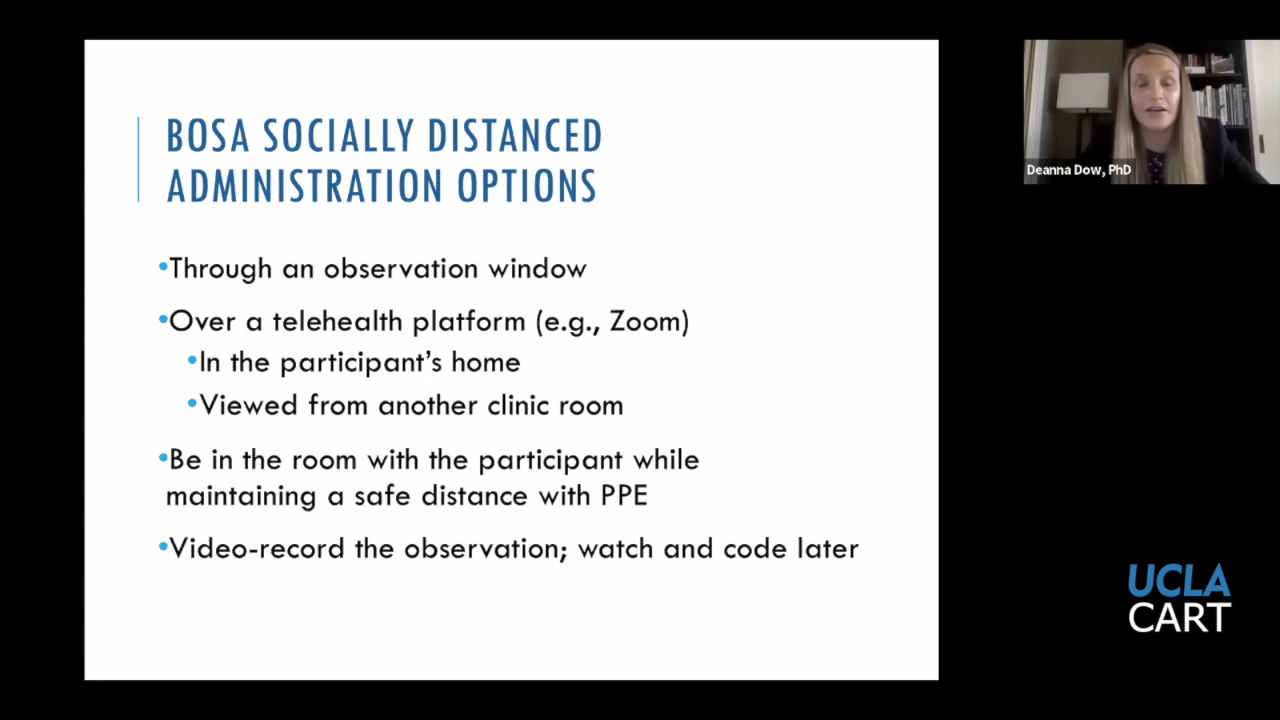 BOSA SOCIALLY DISTANCED
ADMINISTRATION OPTIONS
•Through an observation window
•Over a telehealth platform (e.g., Zoom)
•In the participant's home
•Viewed from another clinic room
•Be in the room with the participant while
maintaining a safe distance with PPE
•Video-record the observation; watch and code later
Deanna Dow, PhD
UCLA
CART